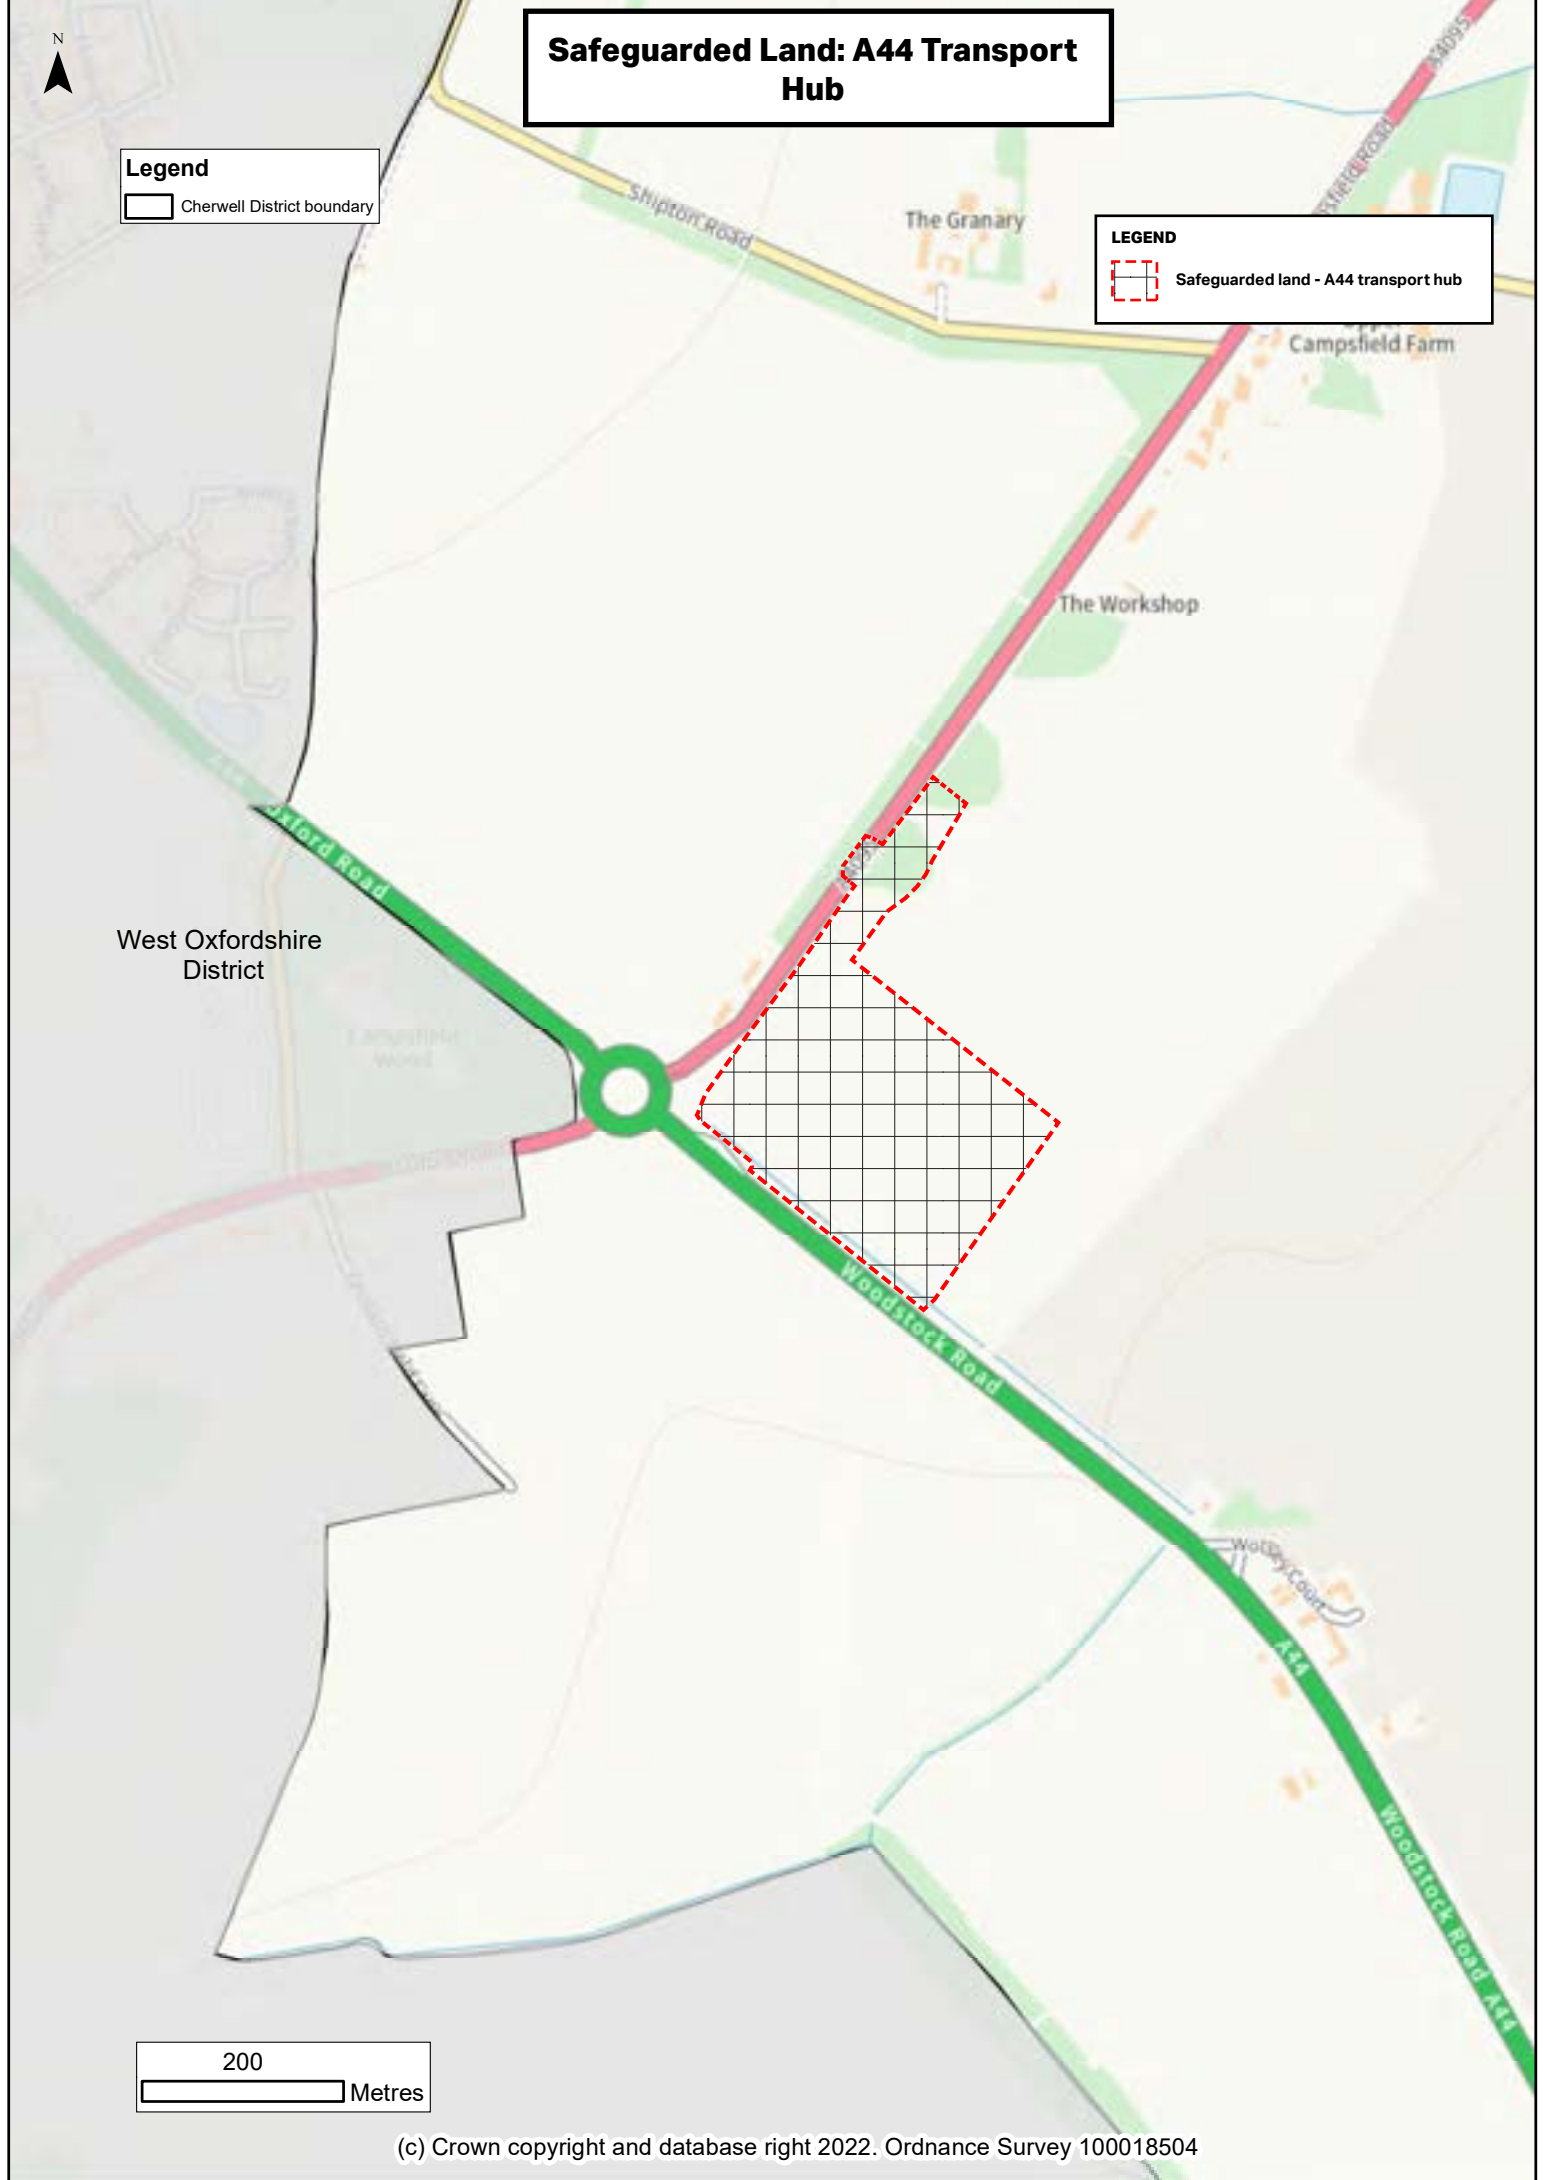 N
Safeguarded Land: A44 Transport
Hub
A4095
Legend
Cherwell District boundary
Shipton Road
The Granary
Road
LEGEND
Safeguarded land - A44 transport hub
Campsfield Farm
The Workshop
Oxford Road
West Oxfordshire
District
Woodstock Road
Court
A44
Woodstock Road A44
200
Metres
(c) Crown copyright and database right 2022. Ordnance Survey 100018504